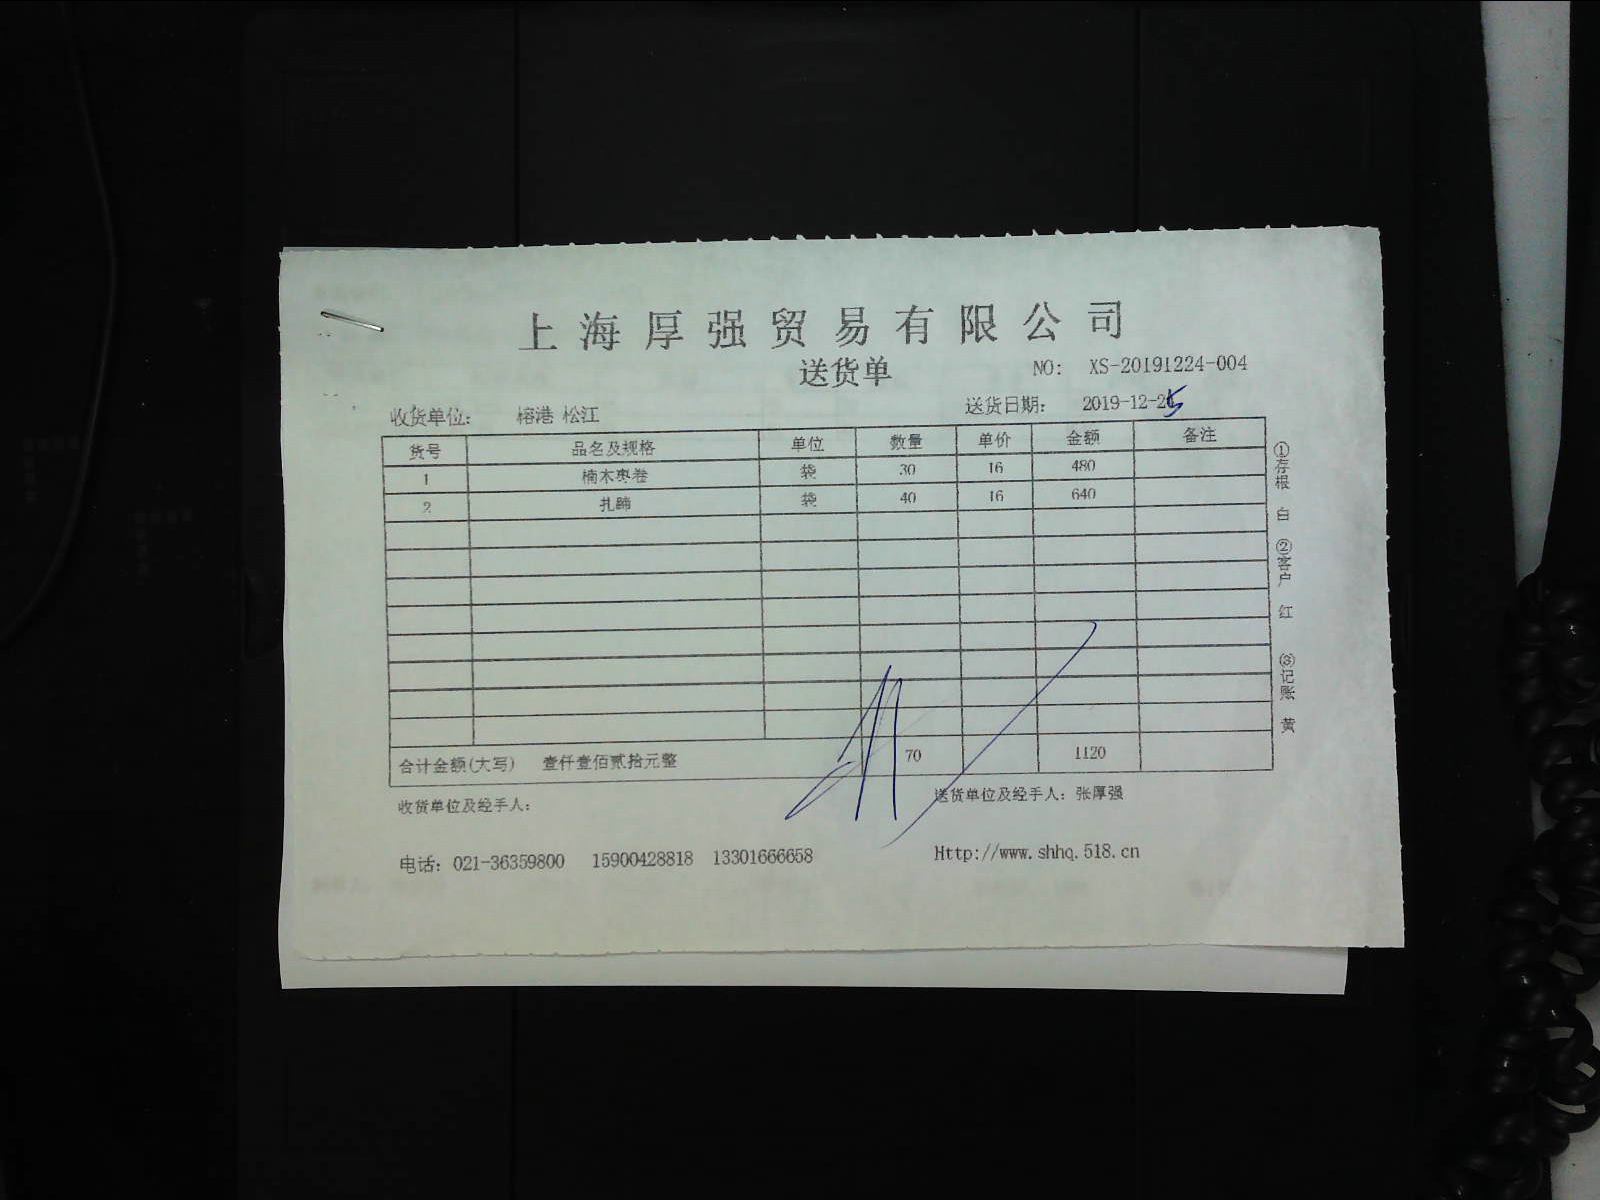 上海厚强贸易有限公司
送货单 NO: XS-20191224-004
收货单位: 榕港 松江 送货日期: 2019-12-25
货号 品名及规格 单位 数量 单价 金额 备注
1 楠木枣卷 袋 30 16 480
2 扎蹄 袋 40 16 640
合计金额(大写) 壹仟壹佰贰拾元整 70 1120
收货单位及经手人: 送货单位及经手人: 张厚强
电话: 021-36359800 15900428818 13301666658 Http://www.shhq.518.cn
①存根 白 ②客户 红 ③记账 黄